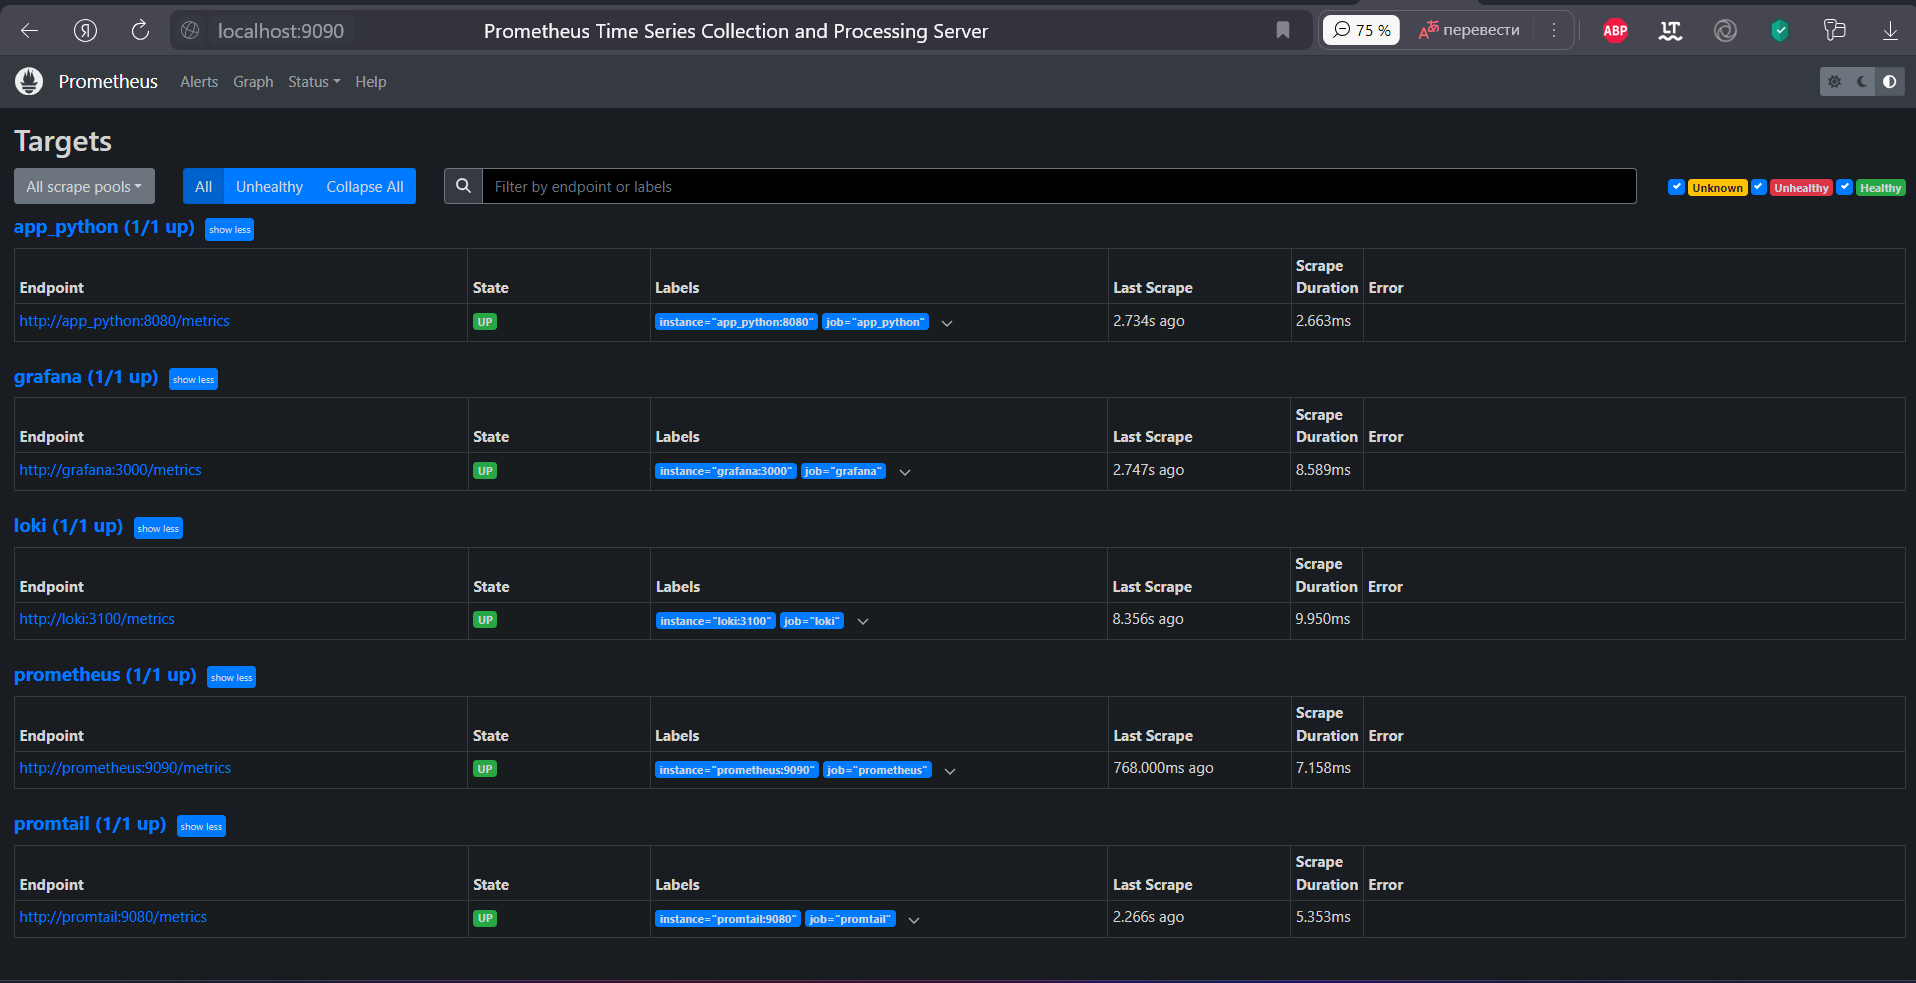 Я localhost:9090 Prometheus Time Series Collection and Processing Server 75 % перевести ABP LT
Prometheus Alerts Graph Status Help
Targets
All scrape pools All Unhealthy Collapse All Filter by endpoint or labels Unknown Unhealthy Healthy
app_python (1/1 up) show less
Endpoint State Labels Last Scrape Scrape Duration Error
http://app_python:8080/metrics UP instance="app_python:8080" job="app_python" 2.734s ago 2.663ms
grafana (1/1 up) show less
Endpoint State Labels Last Scrape Scrape Duration Error
http://grafana:3000/metrics UP instance="grafana:3000" job="grafana" 2.747s ago 8.589ms
loki (1/1 up) show less
Endpoint State Labels Last Scrape Scrape Duration Error
http://loki:3100/metrics UP instance="loki:3100" job="loki" 8.356s ago 9.950ms
prometheus (1/1 up) show less
Endpoint State Labels Last Scrape Scrape Duration Error
http://prometheus:9090/metrics UP instance="prometheus:9090" job="prometheus" 768.000ms ago 7.158ms
promtail (1/1 up) show less
Endpoint State Labels Last Scrape Scrape Duration Error
http://promtail:9080/metrics UP instance="promtail:9080" job="promtail" 2.266s ago 5.353ms